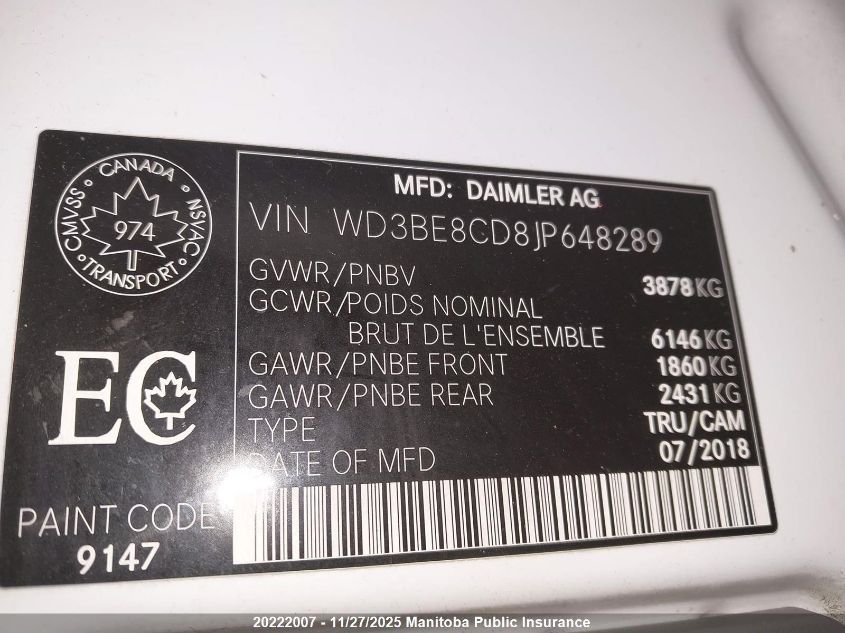 CANADA
CMVSS
NSVAC
974
TRANSPORT
MFD: DAIMLER AG
VIN WD3BE8CD8JP648289
GVWR/PNBV 3878 KG
GCWR/POIDS NOMINAL
BRUT DE L'ENSEMBLE 6146 KG
GAWR/PNBE FRONT 1860 KG
GAWR/PNBE REAR 2431 KG
TYPE TRU/CAM
DATE OF MFD 07/2018
EC
PAINT CODE
9147
20222007 - 11/27/2025 Manitoba Public Insurance